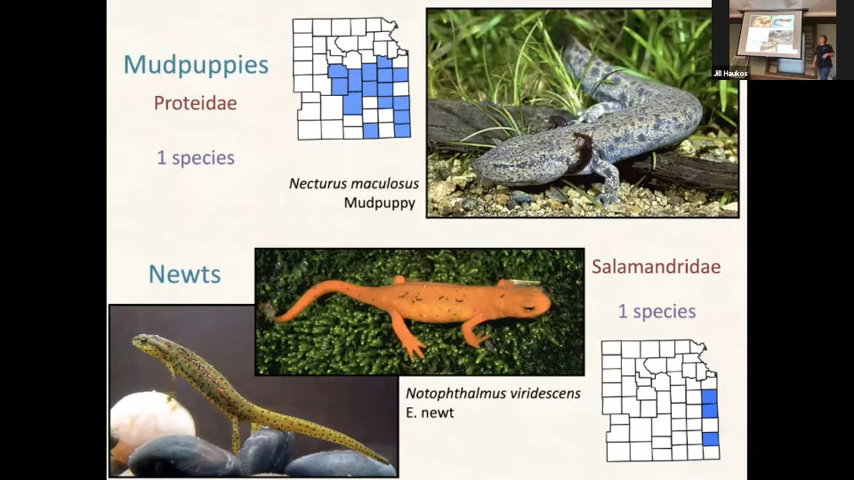 Mudpuppies
Proteidae
1 species
Necturus maculosus
Mudpuppy
Jill Haukos
Newts
Salamandridae
1 species
Notophthalmus viridescens
E. newt